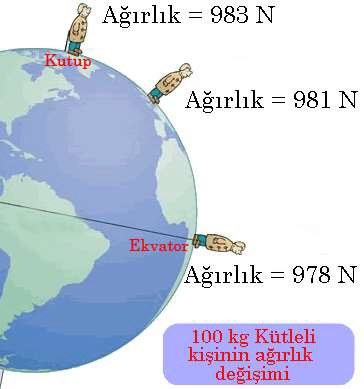 Ağırlık = 983 N
Kutup
Ağırlık = 981 N
Ekvator
Ağırlık = 978 N
100 kg Kütleli
kişinin ağırlık
değişimi